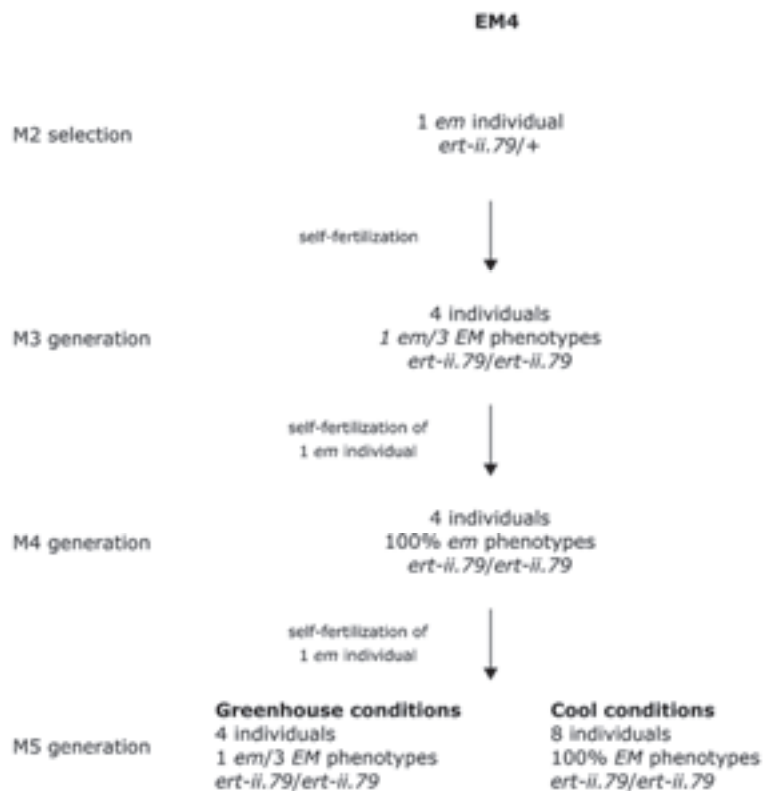 EM4
M2 selection
1 em individual
ert-ii.79/+
self-fertilization
M3 generation
4 individuals
1 em/3 EM phenotypes
ert-ii.79/ert-ii.79
self-fertilization of
1 em individual
M4 generation
4 individuals
100% em phenotypes
ert-ii.79/ert-ii.79
self-fertilization of
1 em individual
M5 generation
Greenhouse conditions
4 individuals
1 em/3 EM phenotypes
ert-ii.79/ert-ii.79
Cool conditions
8 individuals
100% EM phenotypes
ert-ii.79/ert-ii.79